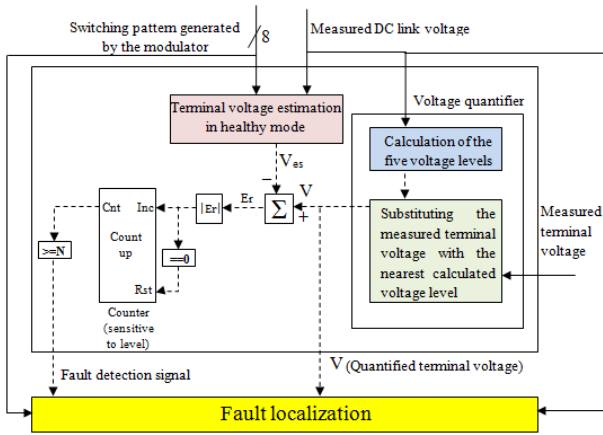 Switching pattern generated
by the modulator
8
Measured DC link voltage
Terminal voltage estimation
in healthy mode
Voltage quantifier
Calculation of the
five voltage levels
Ves
−
Er
V
+
Σ
|Er|
Cnt Inc
Count
up
Rst
==0
>=N
Substituting the
measured terminal
voltage with the
nearest calculated
voltage level
Measured
terminal
voltage
Counter
(sensitive
to level)
Fault detection signal
V (Quantified terminal voltage)
Fault localization